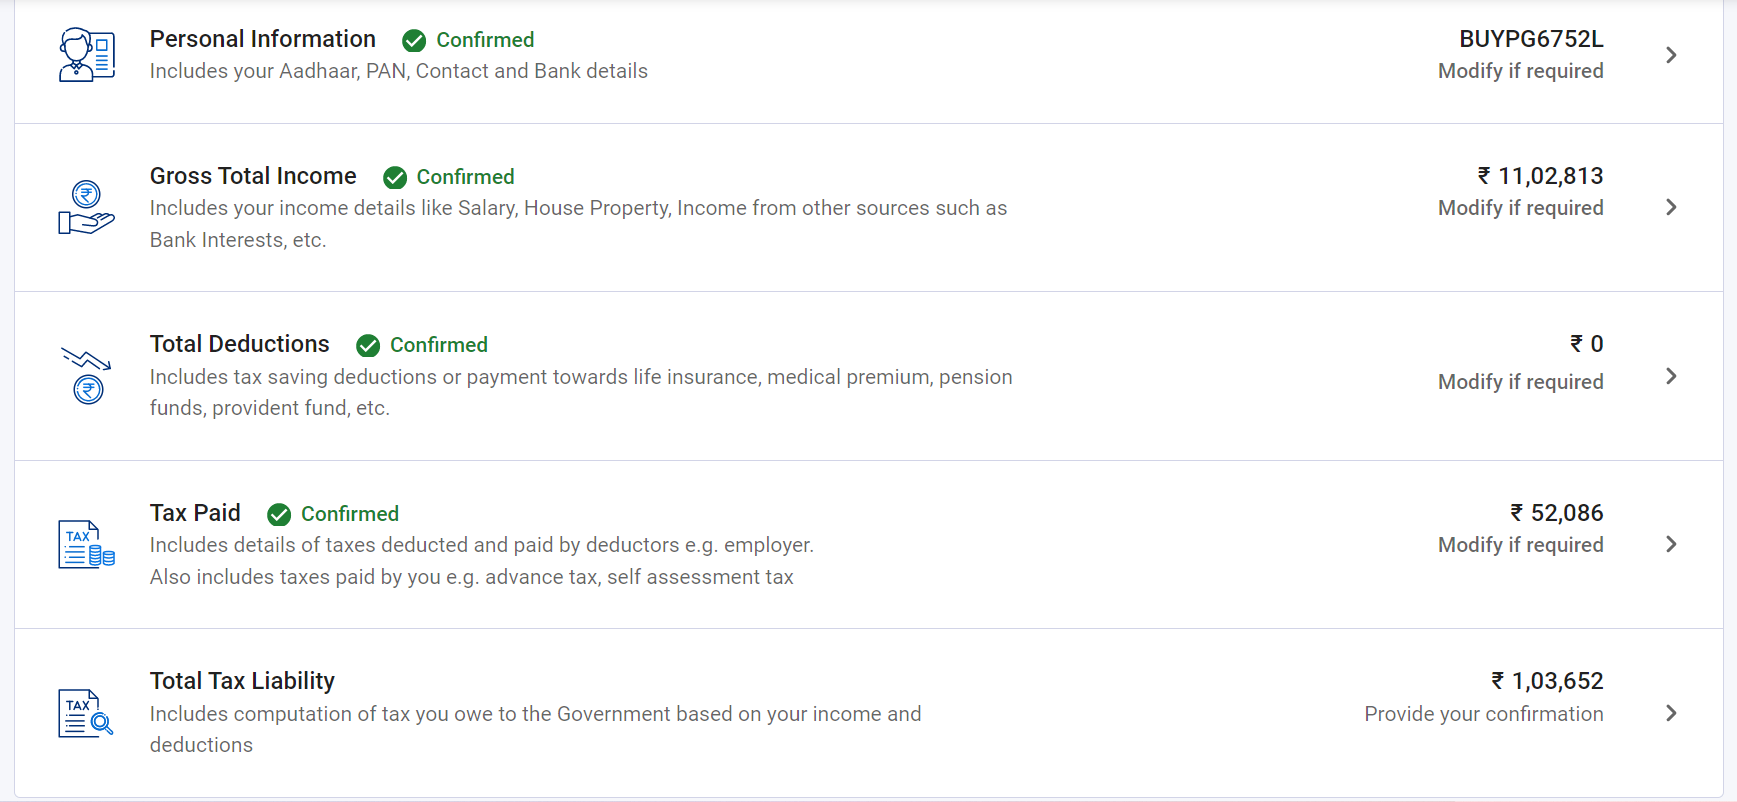 Personal Information Confirmed BUYPG6752L
Includes your Aadhaar, PAN, Contact and Bank details Modify if required
Gross Total Income Confirmed ₹ 11,02,813
Includes your income details like Salary, House Property, Income from other sources such as Modify if required
Bank Interests, etc.
Total Deductions Confirmed ₹ 0
Includes tax saving deductions or payment towards life insurance, medical premium, pension Modify if required
funds, provident fund, etc.
TAX
Tax Paid Confirmed ₹ 52,086
Includes details of taxes deducted and paid by deductors e.g. employer. Modify if required
Also includes taxes paid by you e.g. advance tax, self assessment tax
TAX
Total Tax Liability ₹ 1,03,652
Includes computation of tax you owe to the Government based on your income and Provide your confirmation
deductions